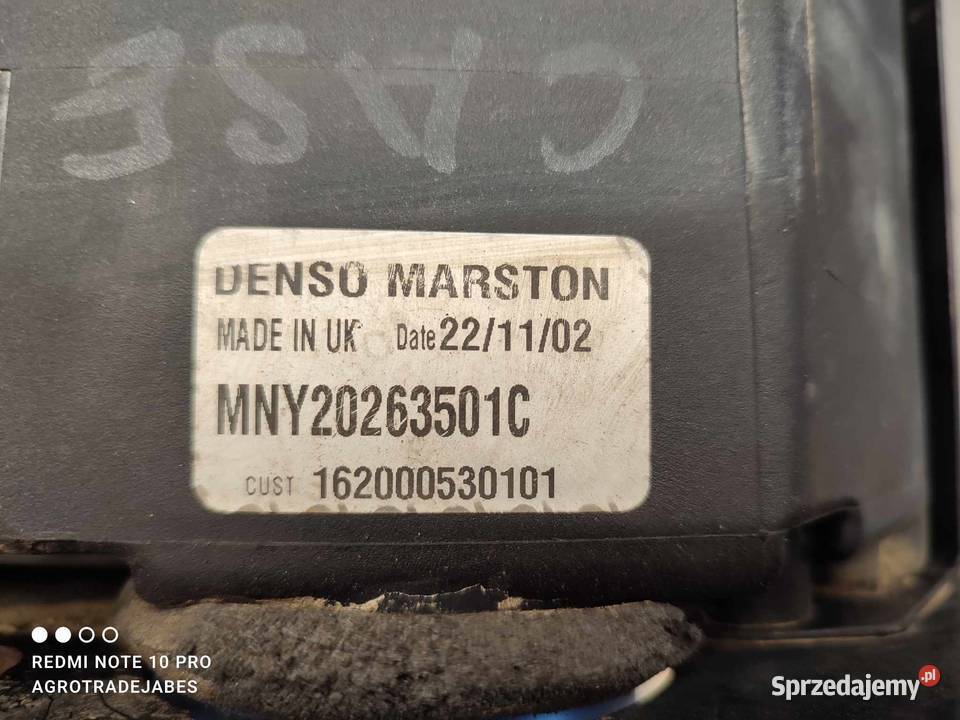 CASE
DENSO MARSTON
MADE IN UK Date 22/11/02
MNY20263501C
CUST 162000530101
REDMI NOTE 10 PRO
AGROTRADEJABES
Sprzedajemy.pl